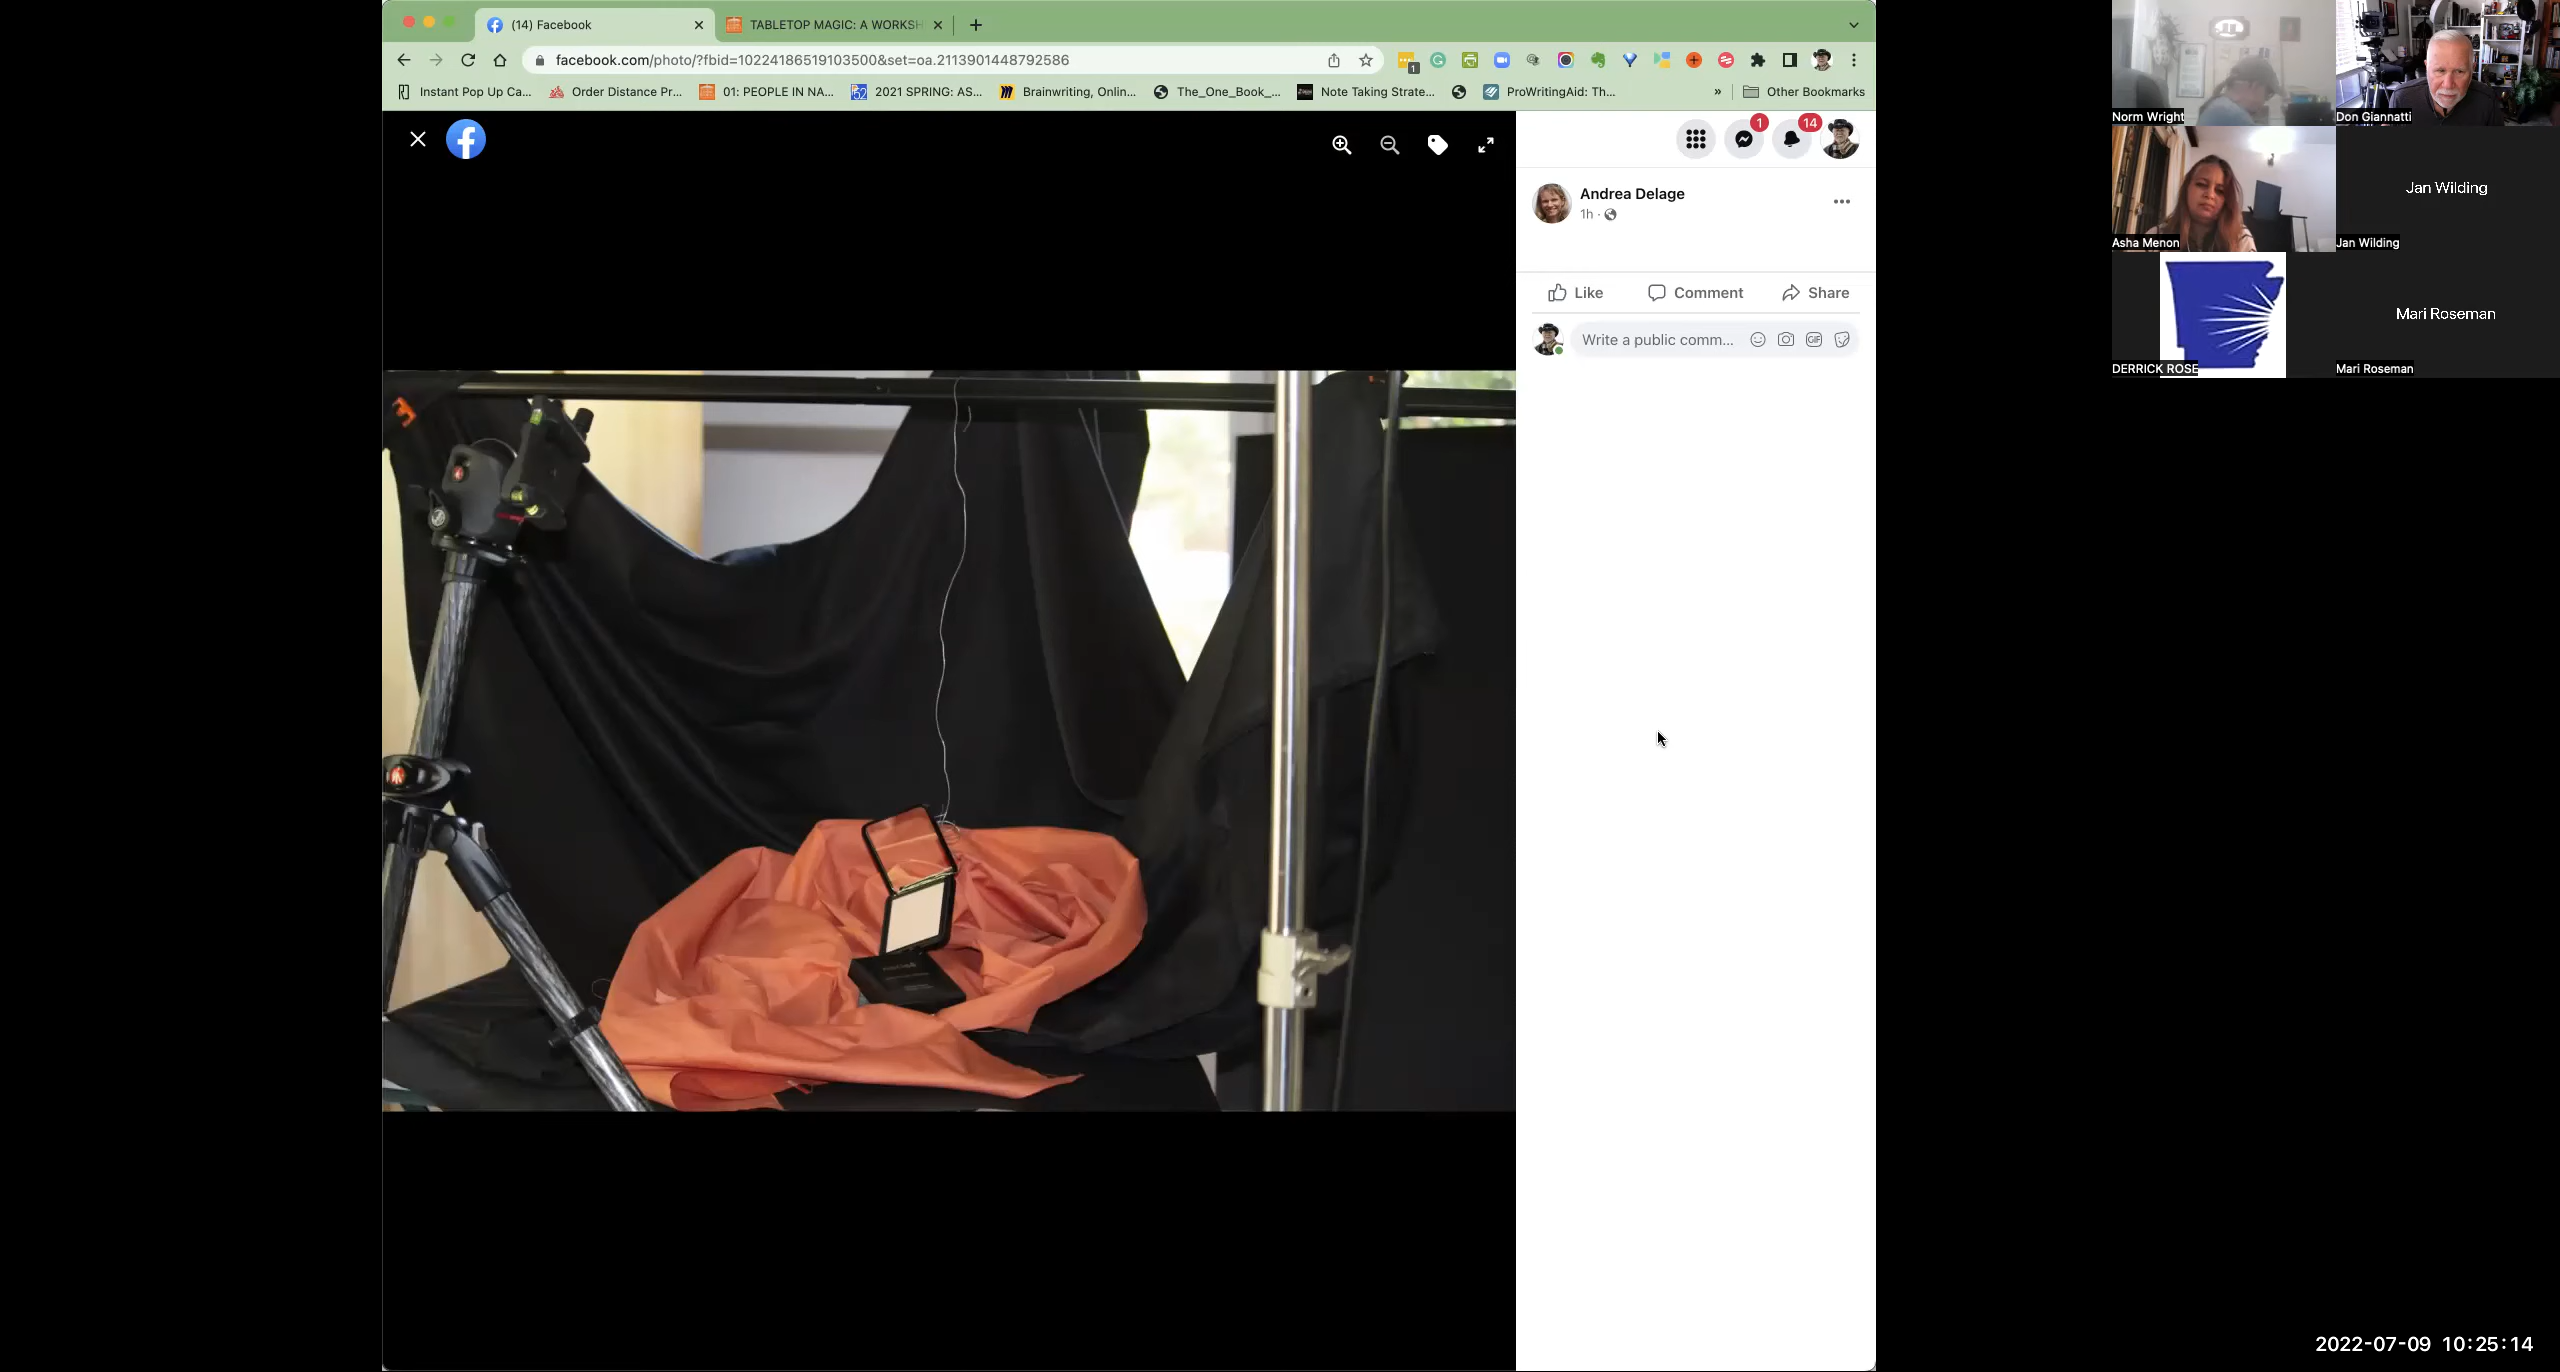 (14) Facebook
TABLETOP MAGIC: A WORKSH
facebook.com/photo/?fbid=10224186519103500&set=oa.2113901448792586
1
Instant Pop Up Ca...
Order Distance Pr...
01: PEOPLE IN NA...
2021 SPRING: AS...
Brainwriting, Onlin...
The_One_Book_...
Note Taking Strate...
ProWritingAid: Th...
»
Other Bookmarks
1
14
Andrea Delage
1h ·
Like
Comment
Share
Write a public comm...
GIF
Norm Wright
Don Giannatti
Asha Menon
Jan Wilding
Jan Wilding
DERRICK ROSE
Mari Roseman
Mari Roseman
2022-07-09 10:25:14